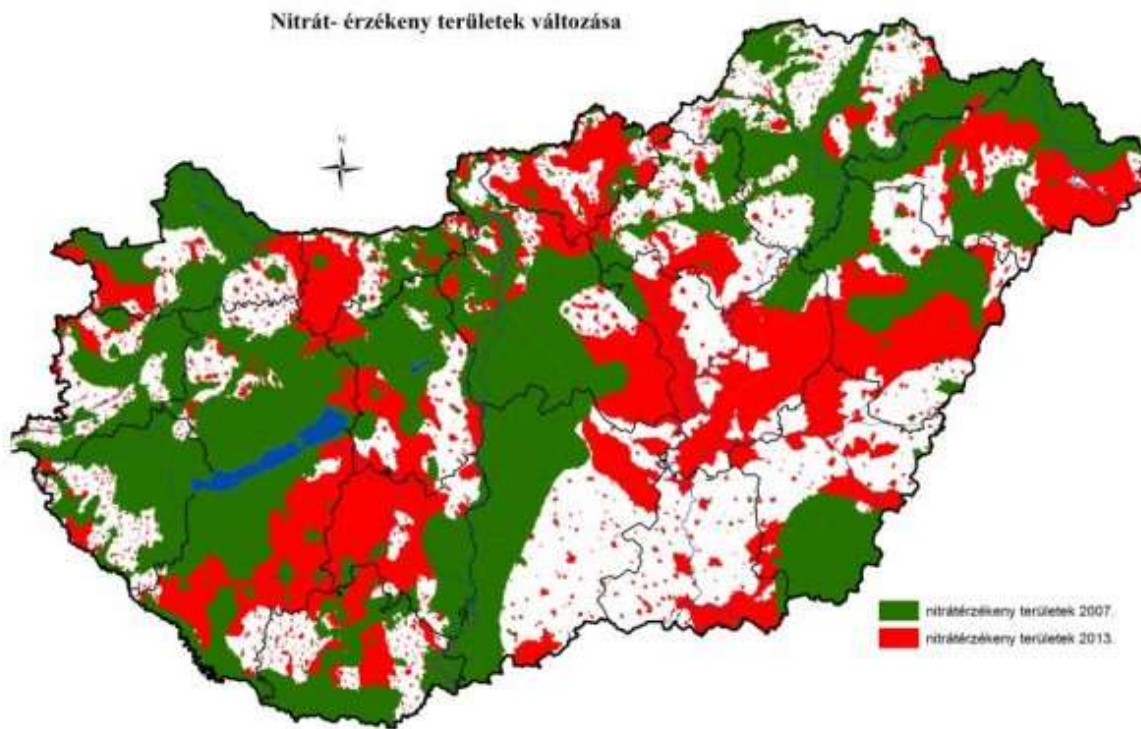 Nitrát- érzékeny területek változása
N
nitrátérzékeny területek 2007.
nitrátérzékeny területek 2013.